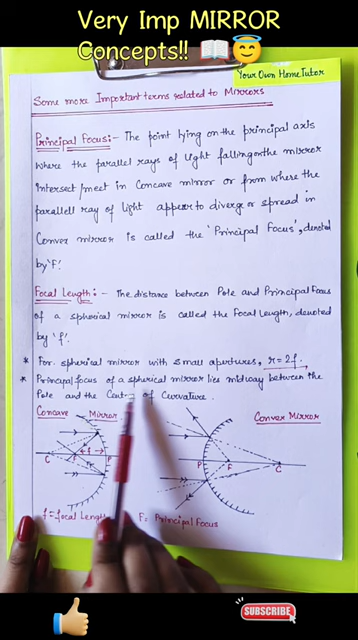 Very Imp MIRROR
Concepts!! 📖😇
Your Own HomeTutor
Some more Important terms related to Mirrors
Principal Focus:- The point lying on the principal axis
where the parallel rays of light falling on the mirror
intersect/meet in Concave mirror or from where the
parallell ray of light appear to diverge or spread in
Convex mirror is called the 'Principal Focus', denoted
by 'F'.
Focal Length:- The distance between Pole and Principal Focus
of a spherical mirror is called the Focal Length, denoted
by 'f'.
* For spherical mirror with small apertures, r=2f.
* Principal focus of a spherical mirror lies midway between the
Pole and the Center of Curvature.
Concave Mirror
Convex Mirror
C f P
P F C
f=focal Length P= Principal Focus
SUBSCRIBE